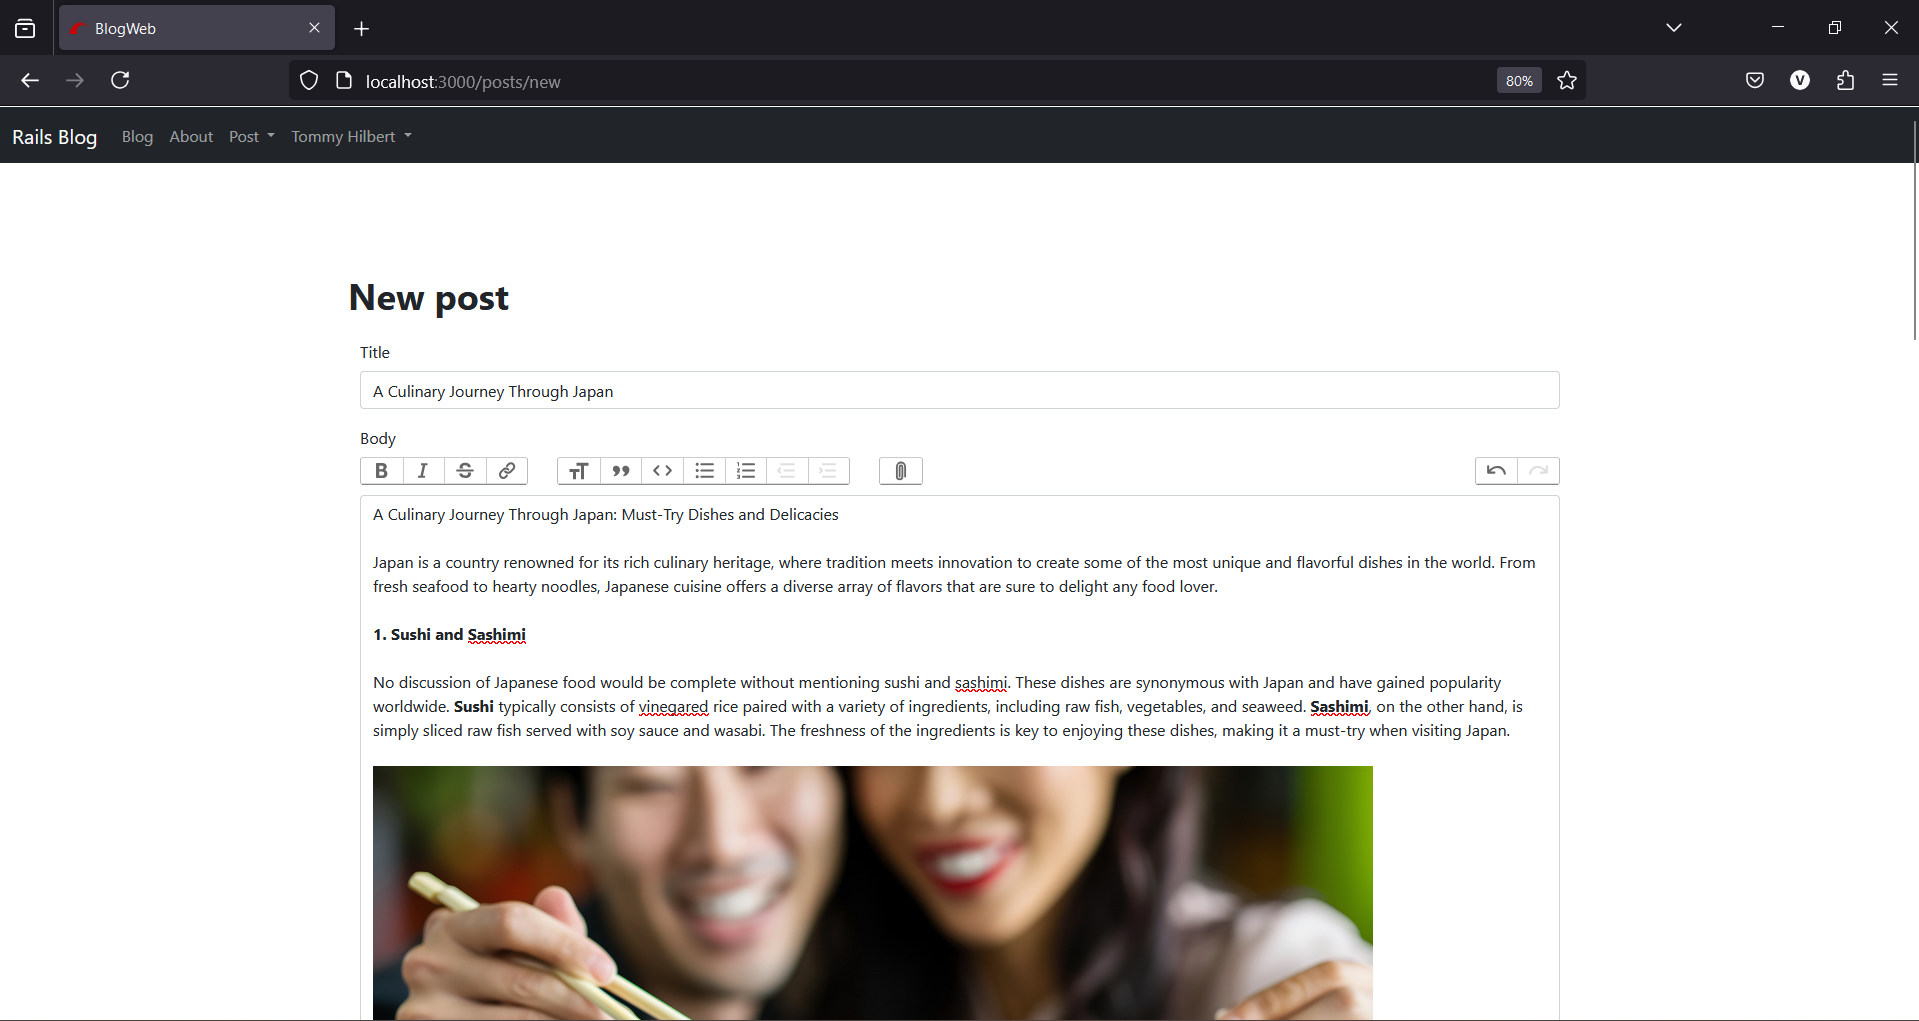 BlogWeb
localhost:3000/posts/new
80%
V
Rails Blog Blog About Post Tommy Hilbert
New post
Title
A Culinary Journey Through Japan
Body
A Culinary Journey Through Japan: Must-Try Dishes and Delicacies
Japan is a country renowned for its rich culinary heritage, where tradition meets innovation to create some of the most unique and flavorful dishes in the world. From
fresh seafood to hearty noodles, Japanese cuisine offers a diverse array of flavors that are sure to delight any food lover.
1. Sushi and Sashimi
No discussion of Japanese food would be complete without mentioning sushi and sashimi. These dishes are synonymous with Japan and have gained popularity
worldwide. Sushi typically consists of vinegared rice paired with a variety of ingredients, including raw fish, vegetables, and seaweed. Sashimi, on the other hand, is
simply sliced raw fish served with soy sauce and wasabi. The freshness of the ingredients is key to enjoying these dishes, making it a must-try when visiting Japan.